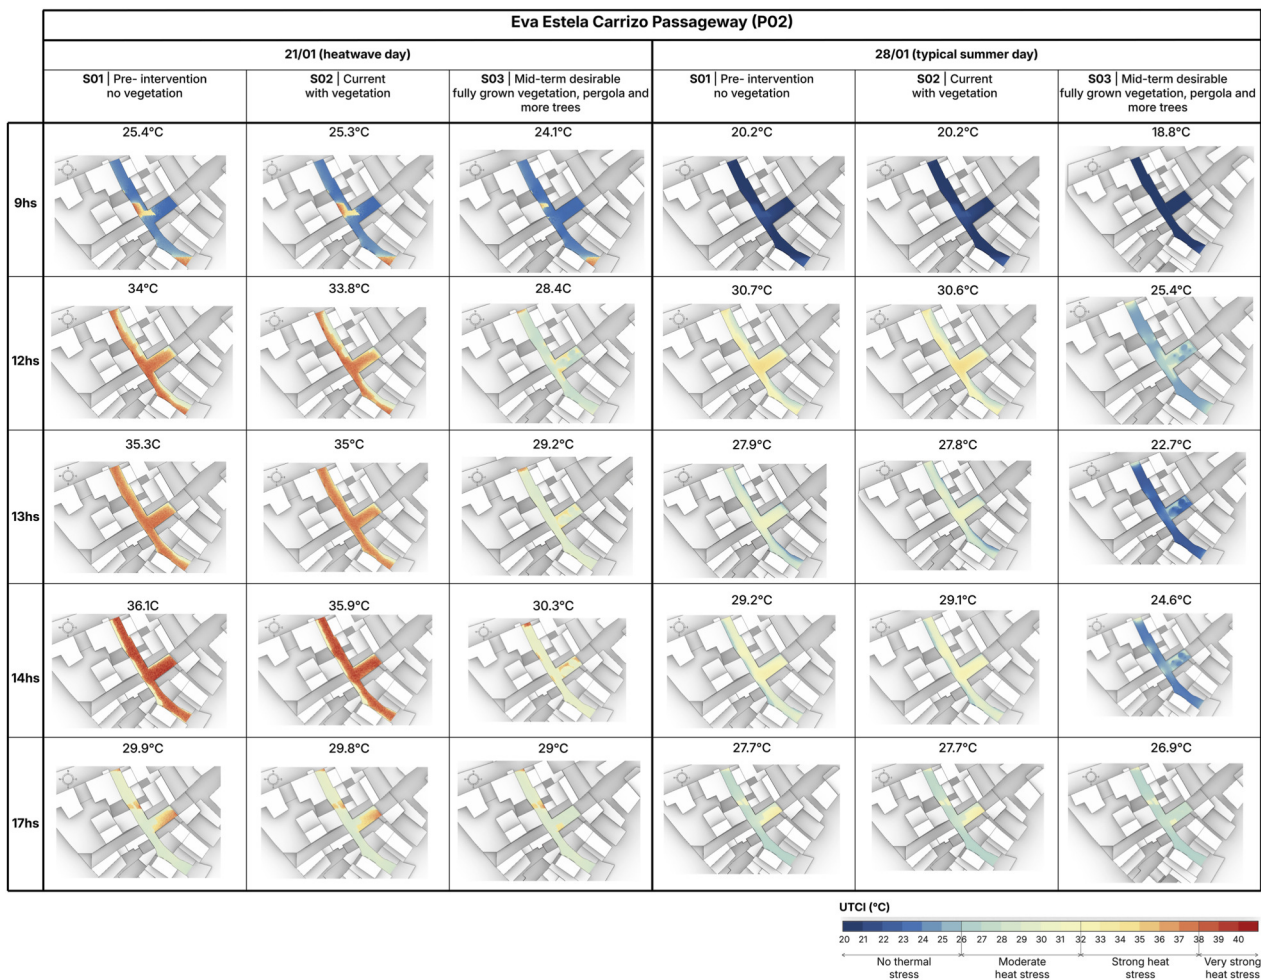 Eva Estela Carrizo Passageway (P02)
21/01 (heatwave day)
28/01 (typical summer day)
S01 | Pre- intervention
no vegetation
S02 | Current
with vegetation
S03 | Mid-term desirable
fully grown vegetation, pergola and
more trees
S01 | Pre- intervention
no vegetation
S02 | Current
with vegetation
S03 | Mid-term desirable
fully grown vegetation, pergola and
more trees
9hs
25.4°C
25.3°C
24.1°C
20.2°C
20.2°C
18.8°C
12hs
34°C
33.8°C
28.4C
30.7°C
30.6°C
25.4°C
13hs
35.3C
35°C
29.2°C
27.9°C
27.8°C
22.7°C
14hs
36.1C
35.9°C
30.3°C
29.2°C
29.1°C
24.6°C
17hs
29.9°C
29.8°C
29°C
27.7°C
27.7°C
26.9°C
UTCI (°C)
20 21 22 23 24 25 26 27 28 29 30 31 32 33 34 35 36 37 38 39 40
No thermal
stress
Moderate
heat stress
Strong heat
stress
Very strong
heat stress